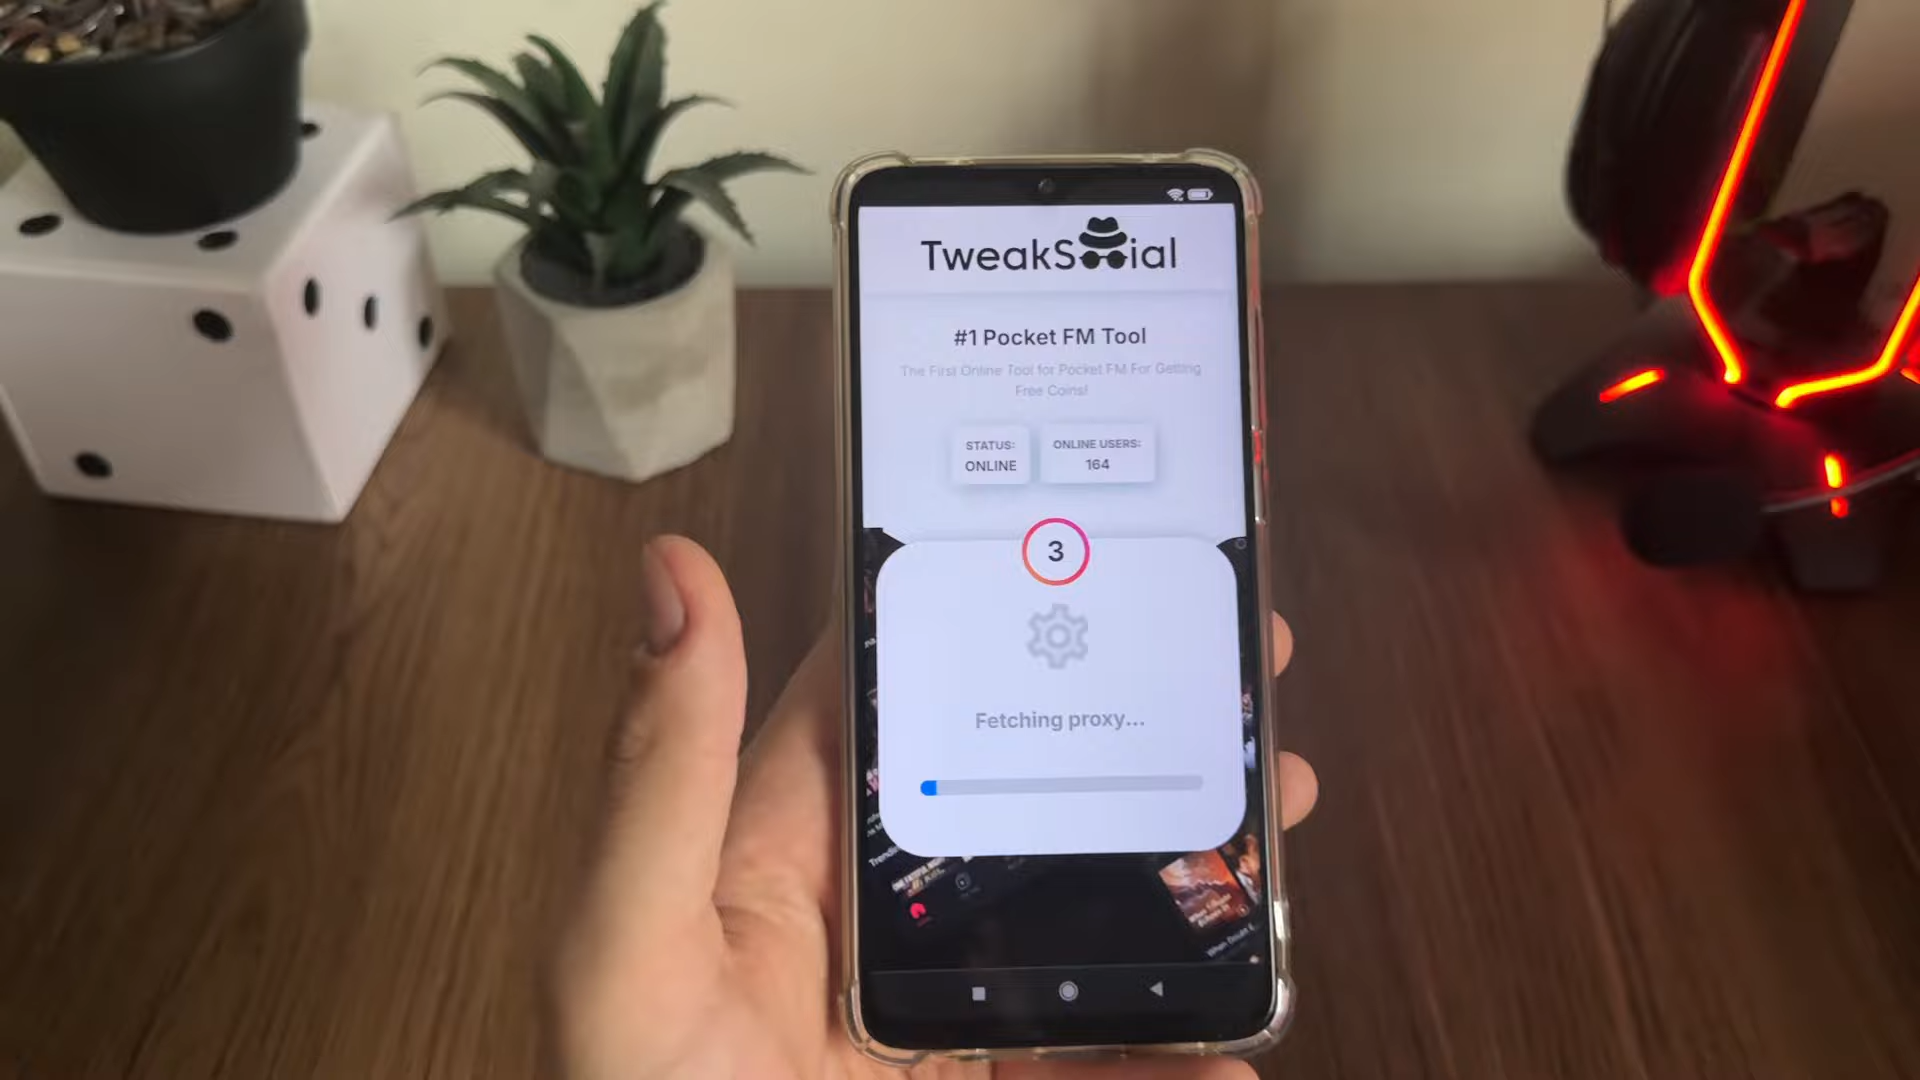 TweakSocial
#1 Pocket FM Tool
The First Online Tool for Pocket FM For Getting
Free Coins!
STATUS:
ONLINE
ONLINE USERS:
164
3
Fetching proxy...